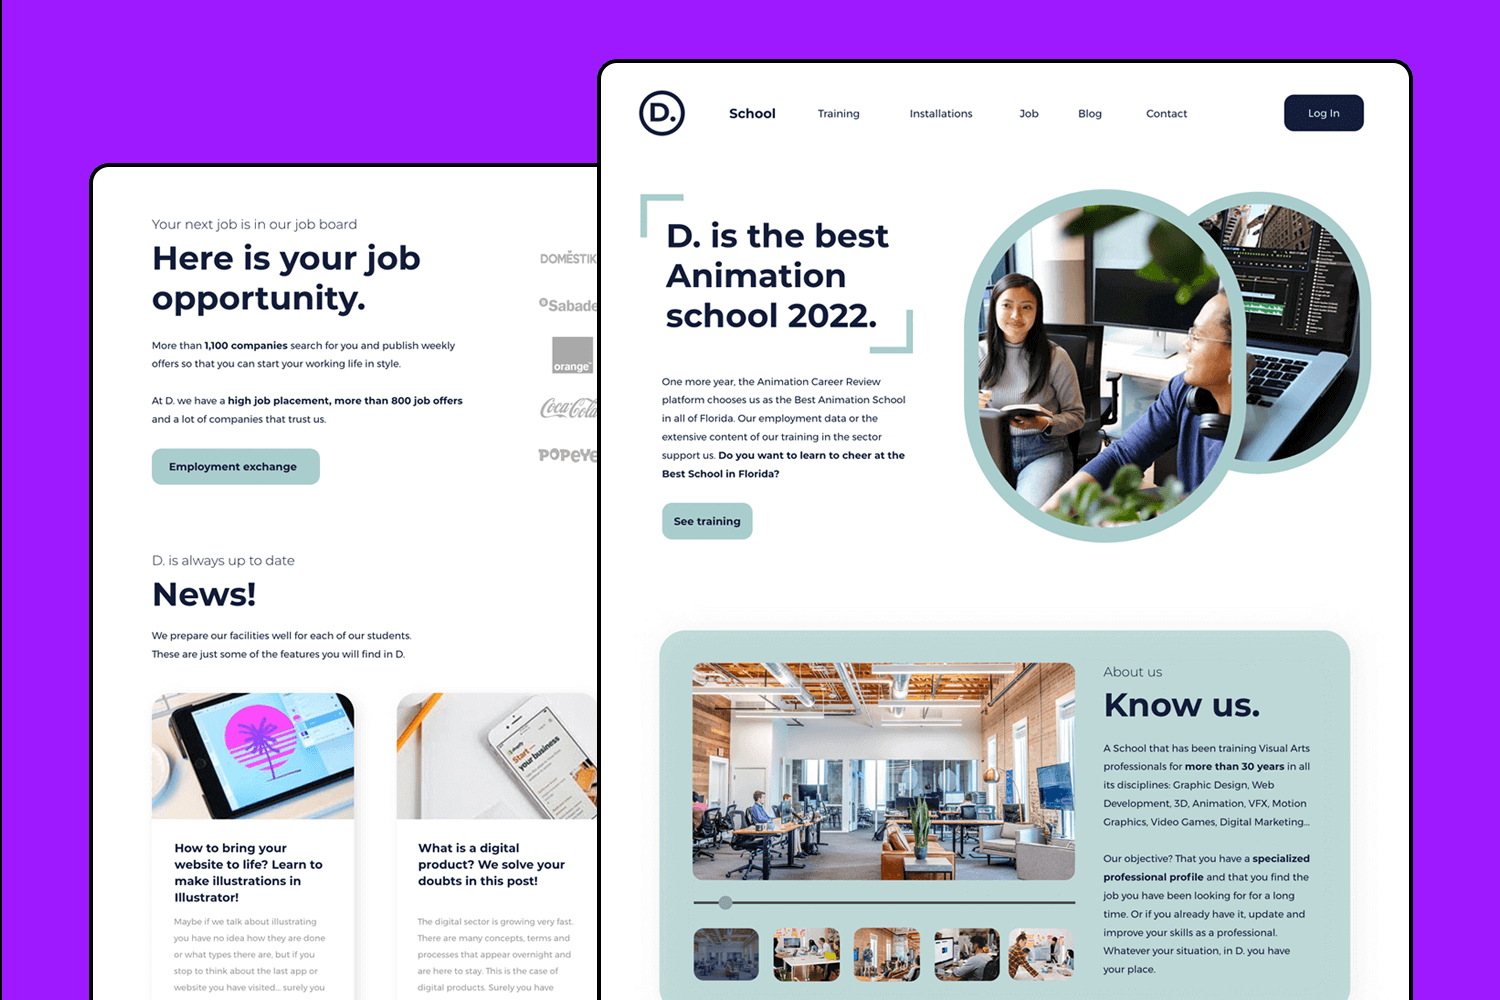 Your next job is in our job board
Here is your job
opportunity.
More than 1,100 companies search for you and publish weekly
offers so that you can start your working life in style.
At D. we have a high job placement, more than 800 job offers
and a lot of companies that trust us.
Employment exchange
DOMĚSTIK
Sabade
orange
Coca-Cola
POPEYE
D. is always up to date
News!
We prepare our facilities well for each of our students.
These are just some of the features you will find in D.
shopify
Start
your business
How to bring your
website to life? Learn to
make illustrations in
Illustrator!
Maybe if we talk about illustrating
you have no idea how they are done
or what types there are, but if you
stop to think about the last app or
website you have visited... surely you
What is a digital
product? We solve your
doubts in this post!
The digital sector is growing very fast.
There are many concepts, terms and
processes that appear overnight and
are here to stay. This is the case of
digital products. Surely you have
D.
School
Training
Installations
Job
Blog
Contact
Log In
D. is the best
Animation
school 2022.
One more year, the Animation Career Review
platform chooses us as the Best Animation School
in all of Florida. Our employment data or the
extensive content of our training in the sector
support us. Do you want to learn to cheer at the
Best School in Florida?
See training
About us
Know us.
A School that has been training Visual Arts
professionals for more than 30 years in all
its disciplines: Graphic Design, Web
Development, 3D, Animation, VFX, Motion
Graphics, Video Games, Digital Marketing...
Our objective? That you have a specialized
professional profile and that you find the
job you have been looking for for a long
time. Or if you already have it, update and
improve your skills as a professional.
Whatever your situation, in D. you have
your place.